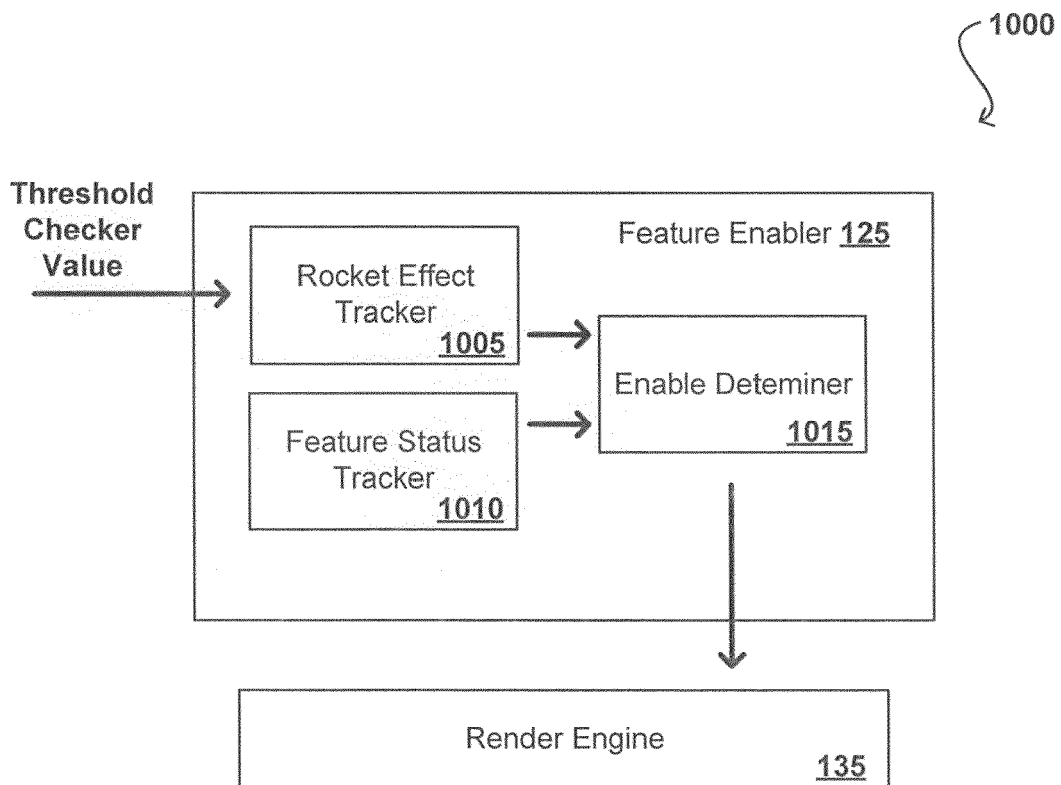 1000
Threshold
Checker
Value
Feature Enabler 125
Rocket Effect
Tracker
1005
Enable Deteminer
1015
Feature Status
Tracker
1010
Render Engine
135